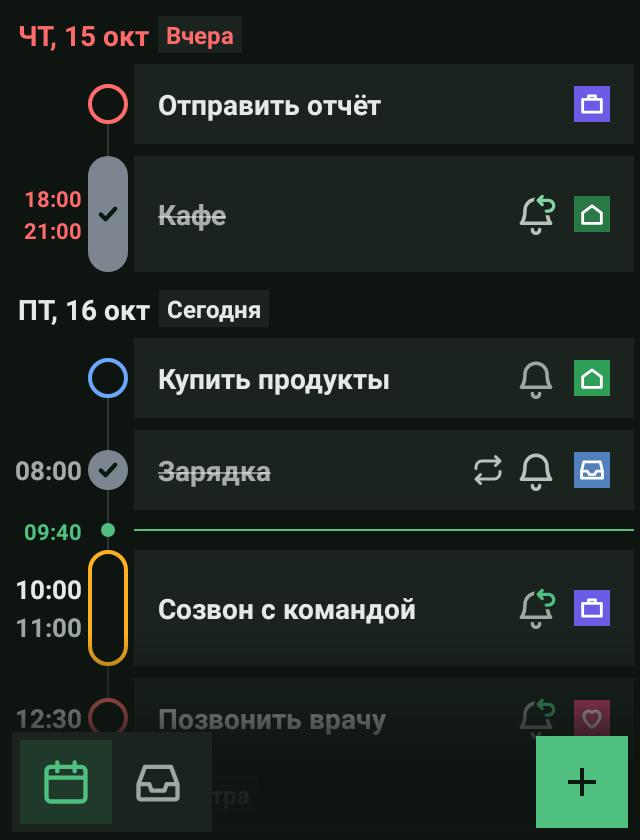 ЧТ, 15 окт Вчера
Отправить отчёт
18:00
21:00
Кафе
ПТ, 16 окт Сегодня
Купить продукты
08:00 Зарядка
09:40
10:00
11:00
Созвон с командой
12:30 Позвонить врачу